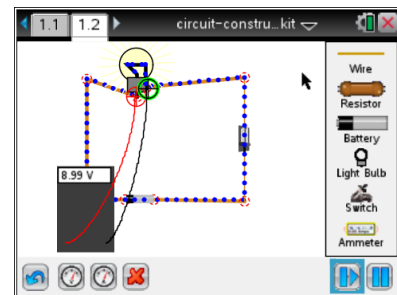 1.1 1.2 circuit-constru...kit
Wire
Resistor
Battery
8.99 V
Light Bulb
Switch
Ammeter